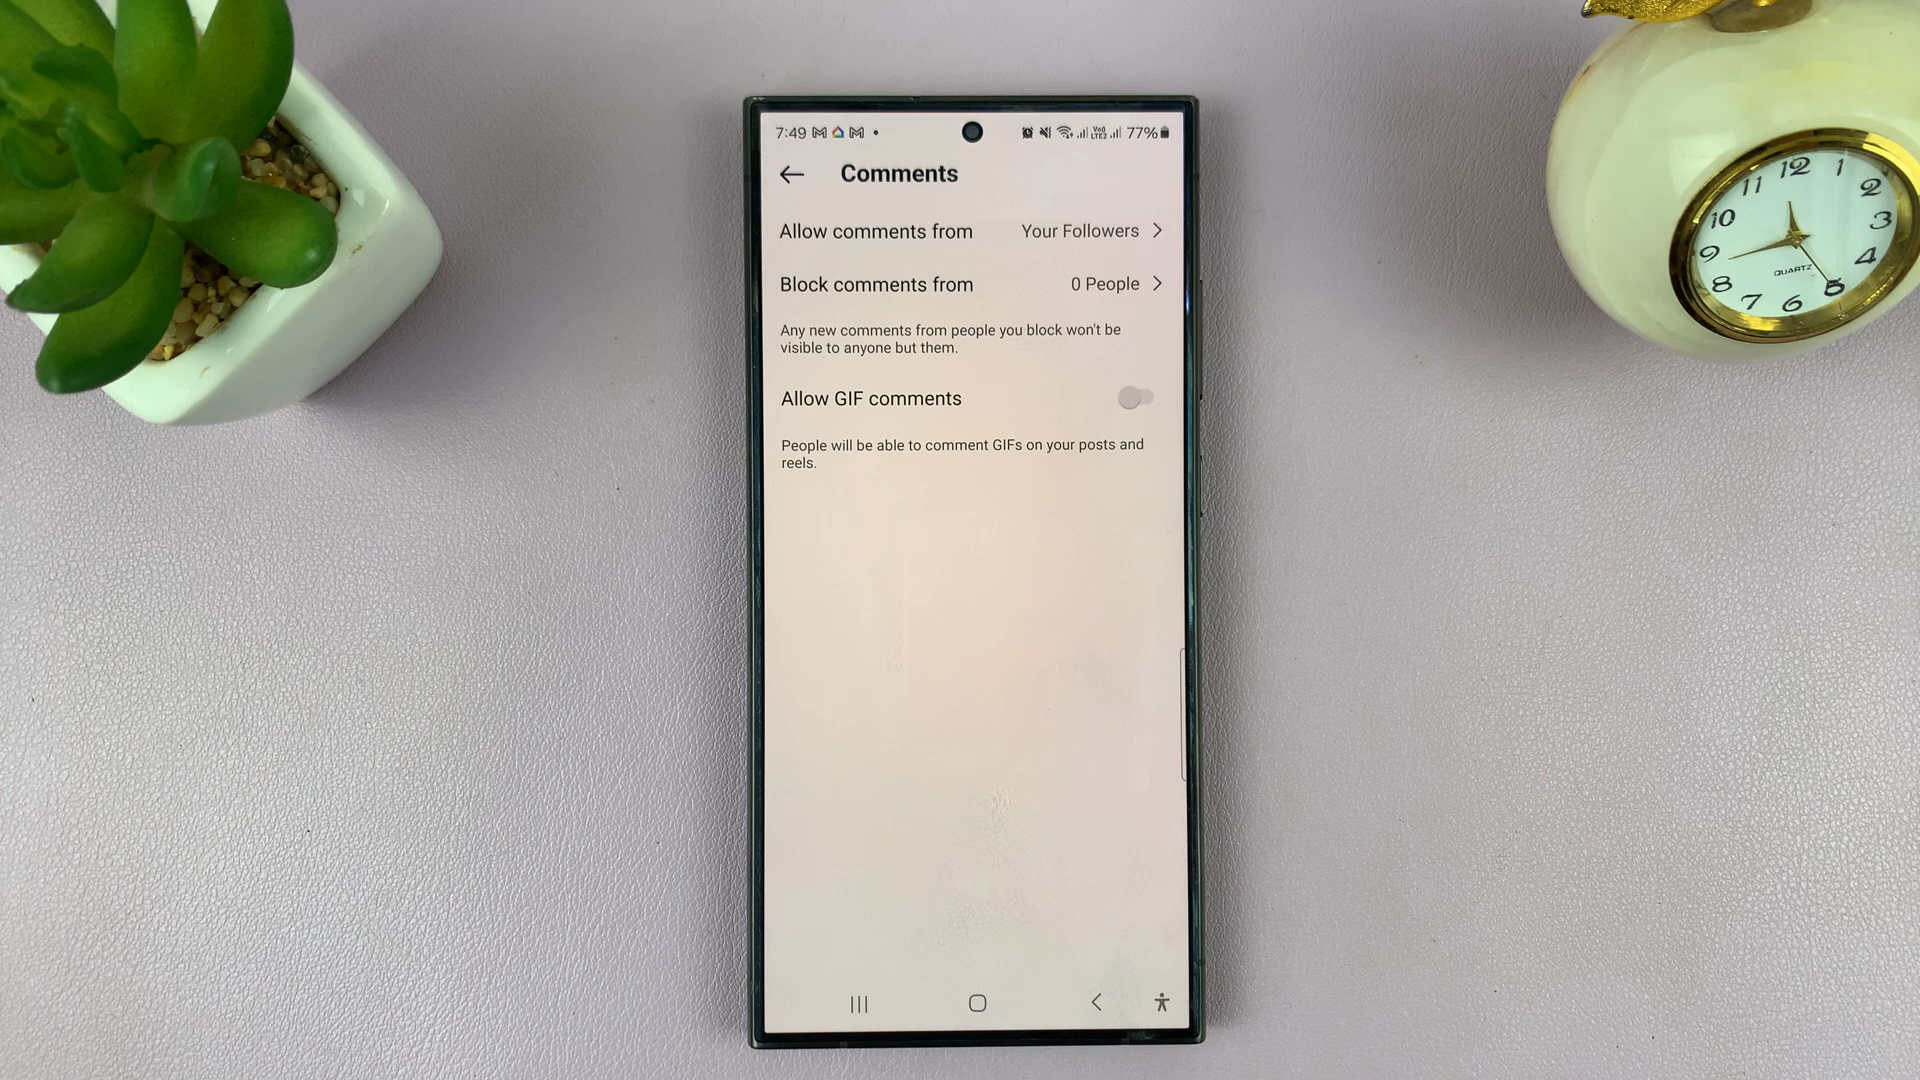 7:49
77%
Comments
Allow comments from Your Followers
Block comments from 0 People
Any new comments from people you block won't be
visible to anyone but them.
Allow GIF comments
People will be able to comment GIFs on your posts and
reels.
12
1
2
3
4
5
6
7
8
9
10
11
QUARTZ